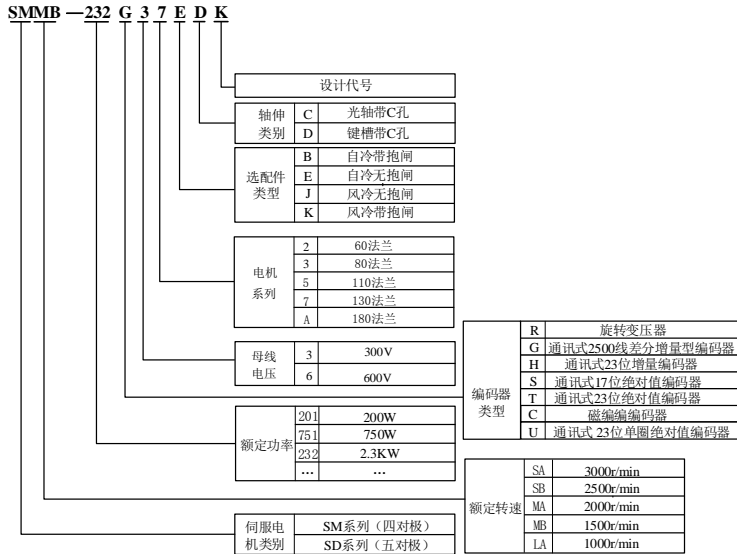 SMMB—232 G 3 7 E D K
设计代号
轴伸类别
C 光轴带C孔
D 键槽带C孔
选配件类型
B 自冷带抱闸
E 自冷无抱闸
J 风冷无抱闸
K 风冷带抱闸
电机系列
2 60法兰
3 80法兰
5 110法兰
7 130法兰
A 180法兰
母线电压
3 300V
6 600V
编码器类型
R 旋转变压器
G 通讯式2500线差分增量型编码器
H 通讯式23位增量编码器
S 通讯式17位绝对值编码器
T 通讯式23位绝对值编码器
C 磁编编编码器
U 通讯式 23位单圈绝对值编码器
额定功率
201 200W
751 750W
232 2.3KW
… …
额定转速
SA 3000r/min
SB 2500r/min
MA 2000r/min
MB 1500r/min
LA 1000r/min
伺服电机类别
SM系列（四对极）
SD系列（五对极）